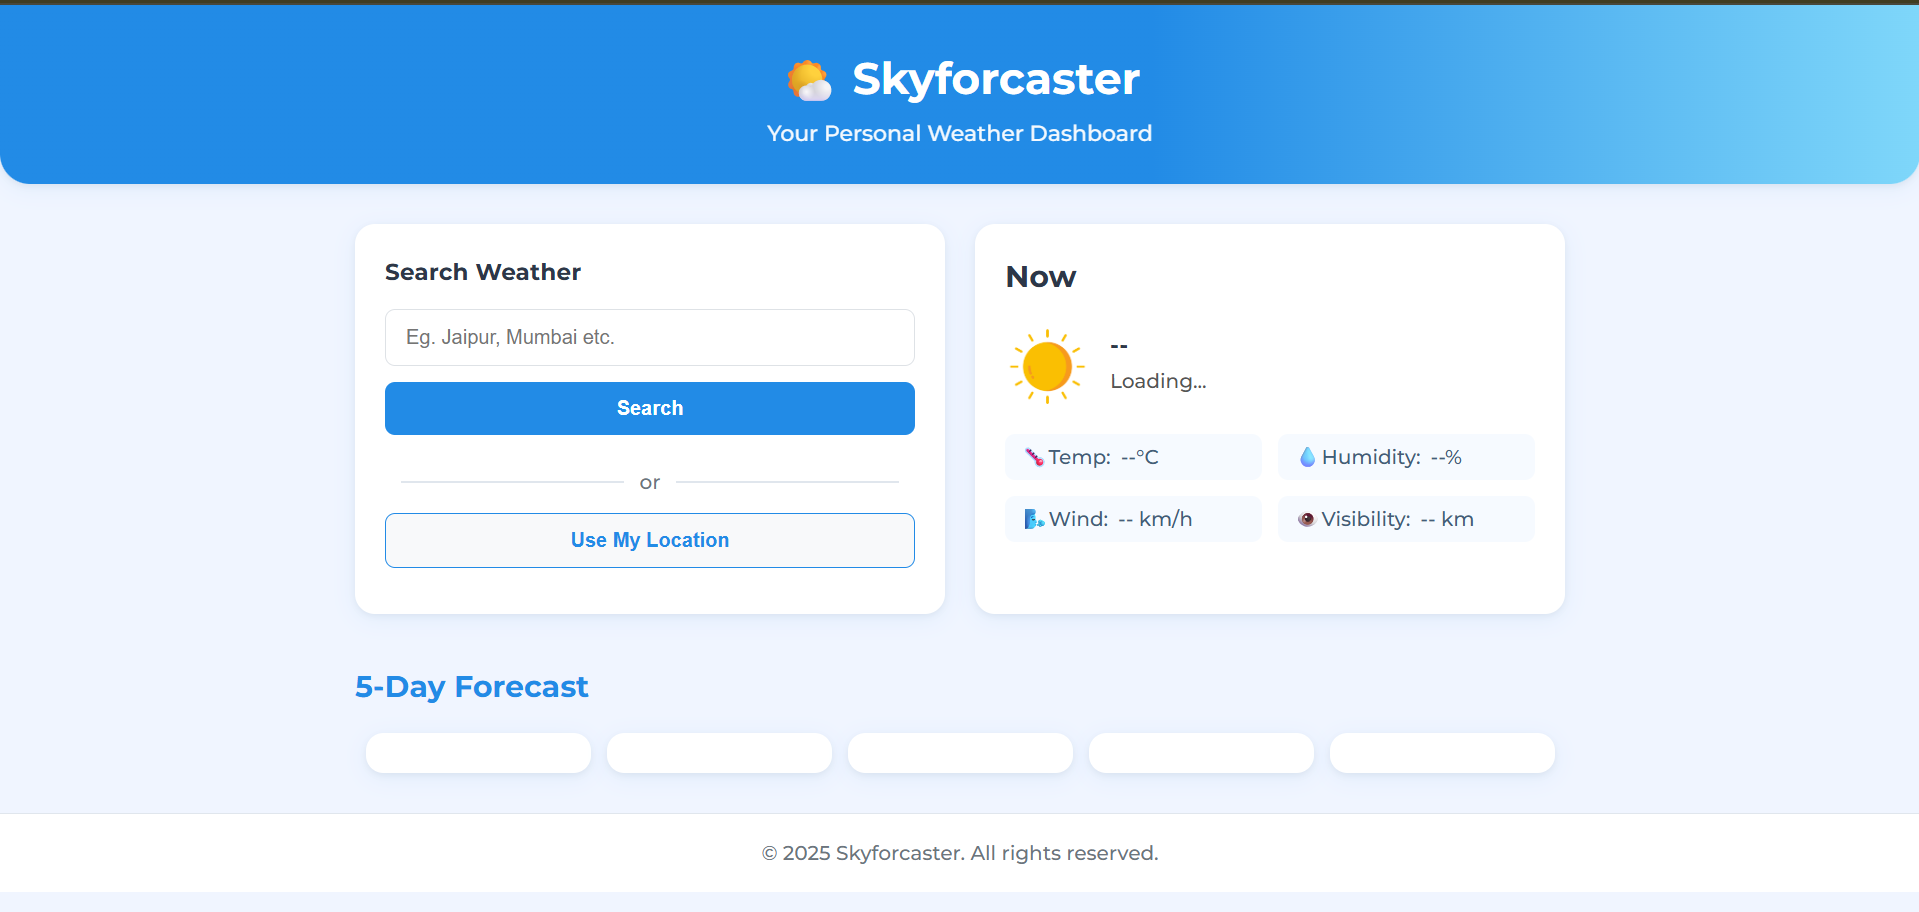 Skyforcaster
Your Personal Weather Dashboard
Search Weather
Eg. Jaipur, Mumbai etc.
Search
or
Use My Location
Now
--
Loading...
Temp: --°C
Humidity: --%
Wind: -- km/h
Visibility: -- km
5-Day Forecast
© 2025 Skyforcaster. All rights reserved.